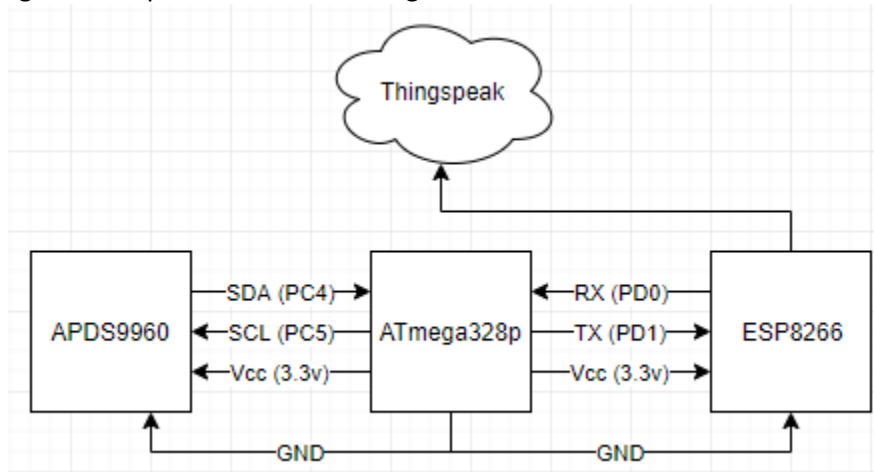 Thingspeak
SDA (PC4)
RX (PD0)
APDS9960
SCL (PC5)
ATmega328p
TX (PD1)
ESP8266
Vcc (3.3v)
Vcc (3.3v)
GND
GND